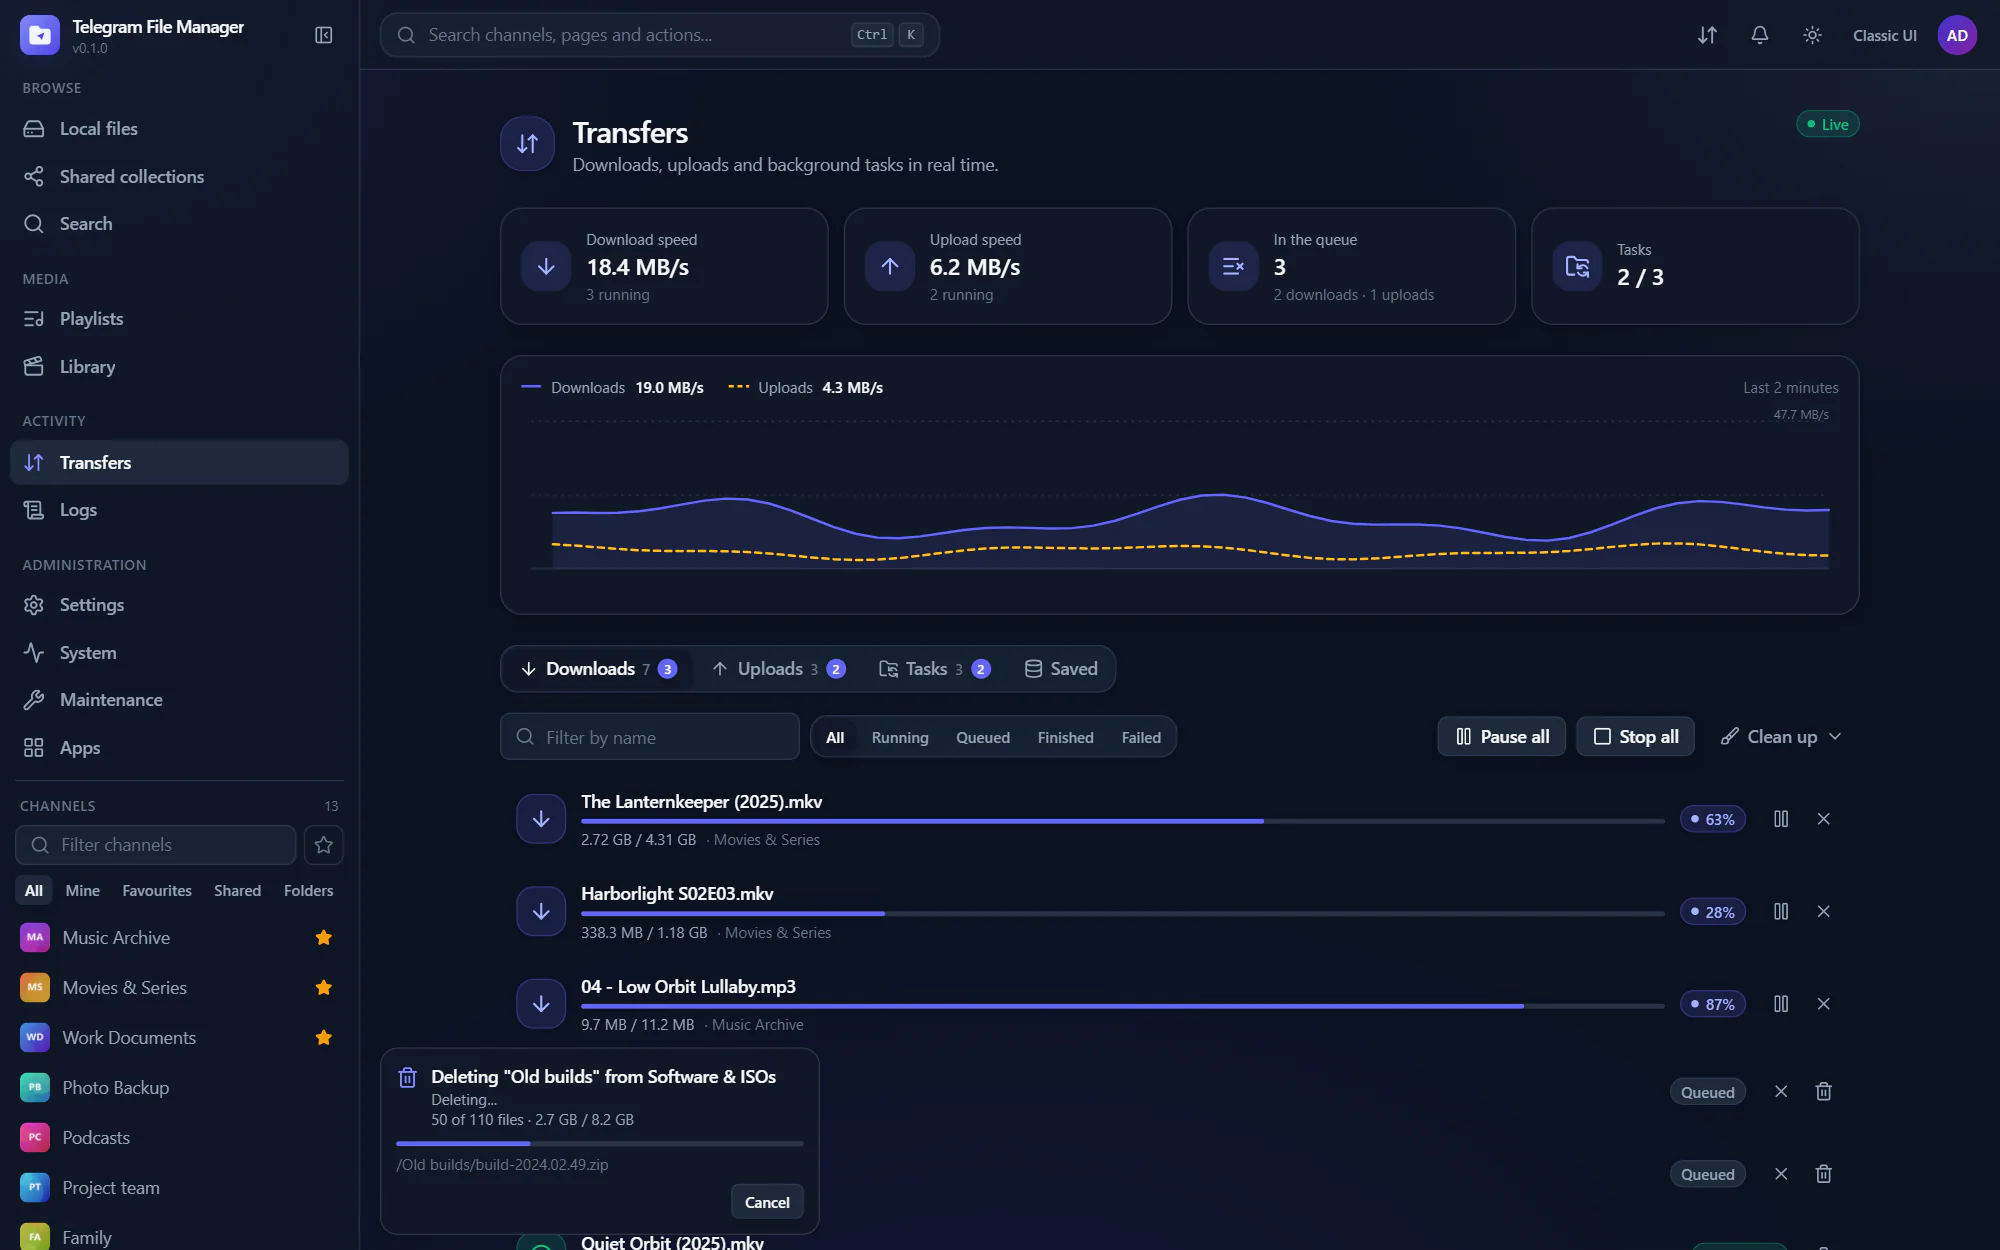 Telegram File Manager
v0.1.0
BROWSE
Local files
Shared collections
Search
MEDIA
Playlists
Library
ACTIVITY
Transfers
Logs
ADMINISTRATION
Settings
System
Maintenance
Apps
CHANNELS 13
Filter channels
All Mine Favourites Shared Folders
MA Music Archive
MS Movies & Series
WD Work Documents
PB Photo Backup
PC Podcasts
PT Project team
FA Family
Search channels, pages and actions... Ctrl K
Classic UI AD
Transfers
Downloads, uploads and background tasks in real time.
Live
Download speed
18.4 MB/s
3 running
Upload speed
6.2 MB/s
2 running
In the queue
3
2 downloads · 1 uploads
Tasks
2 / 3
Downloads 19.0 MB/s Uploads 4.3 MB/s Last 2 minutes
47.7 MB/s
Downloads 7 3 Uploads 3 2 Tasks 3 2 Saved
Filter by name All Running Queued Finished Failed Pause all Stop all Clean up
The Lanternkeeper (2025).mkv
63%
2.72 GB / 4.31 GB · Movies & Series
Harborlight S02E03.mkv
28%
338.3 MB / 1.18 GB · Movies & Series
04 - Low Orbit Lullaby.mp3
87%
9.7 MB / 11.2 MB · Music Archive
Queued
Queued
Deleting "Old builds" from Software & ISOs
Deleting...
50 of 110 files · 2.7 GB / 8.2 GB
/Old builds/build-2024.02.49.zip
Cancel
Quiet Orbit (2025).mkv